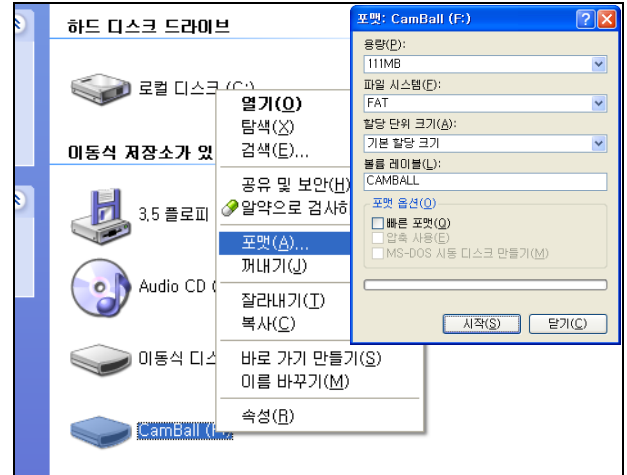 하드 디스크 드라이브
로컬 디스크 (C:)
이동식 저장소가 있
3.5 플로피
Audio CD (
이동식 디스
CamBall (F:)
열기(O)
탐색(X)
검색(E)...
공유 및 보안(H)
알약으로 검사하
포맷(A)...
꺼내기(J)
잘라내기(T)
복사(C)
바로 가기 만들기(S)
이름 바꾸기(M)
속성(R)
포맷: CamBall (F:)
용량(P):
111MB
파일 시스템(F):
FAT
할당 단위 크기(A):
기본 할당 크기
볼륨 레이블(L):
CAMBALL
포맷 옵션(O)
빠른 포맷(Q)
압축 사용(E)
MS-DOS 시동 디스크 만들기(M)
시작(S)
닫기(C)